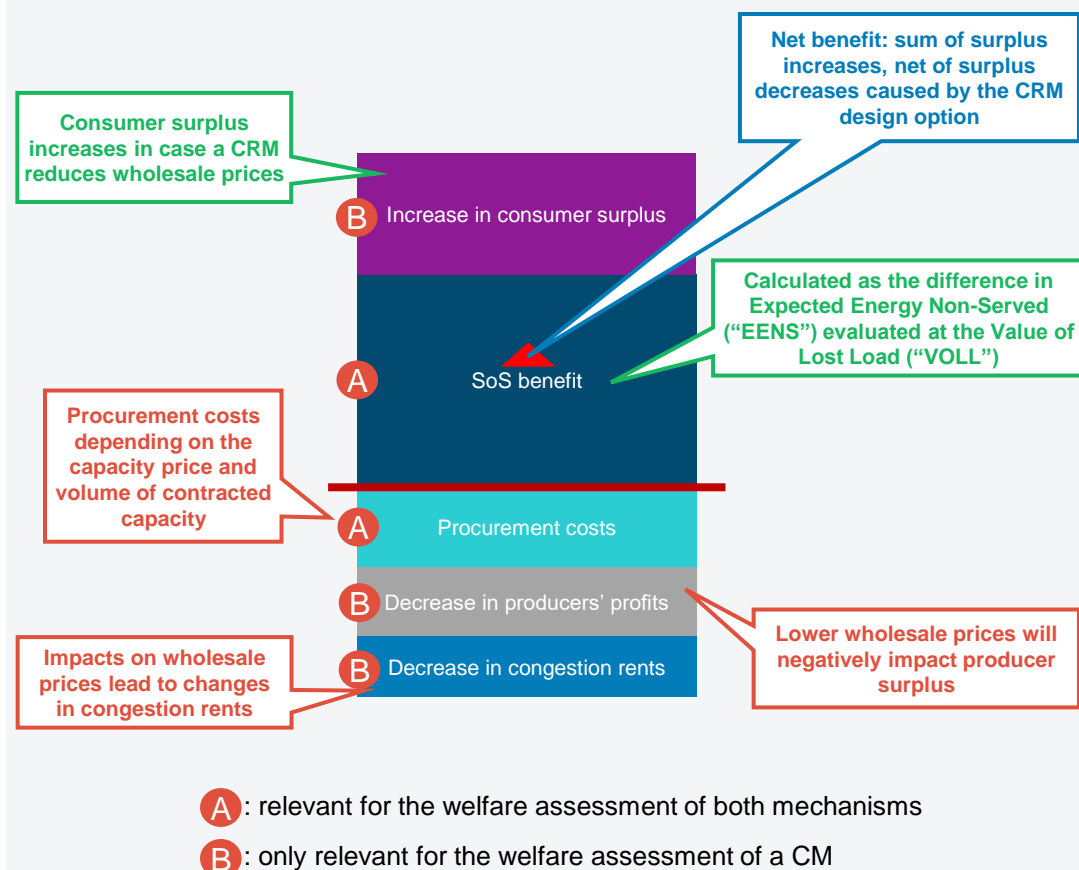 Net benefit: sum of surplus
increases, net of surplus
decreases caused by the CRM
design option
Consumer surplus
increases in case a CRM
reduces wholesale prices
B
Increase in consumer surplus
Calculated as the difference in
Expected Energy Non-Served
(“EENS”) evaluated at the Value of
Lost Load (“VOLL”)
A
SoS benefit
Procurement costs
depending on the
capacity price and
volume of contracted
capacity
A
Procurement costs
B
Decrease in producers’ profits
Lower wholesale prices will
negatively impact producer
surplus
Impacts on wholesale
prices lead to changes
in congestion rents
B
Decrease in congestion rents
A : relevant for the welfare assessment of both mechanisms
B : only relevant for the welfare assessment of a CM